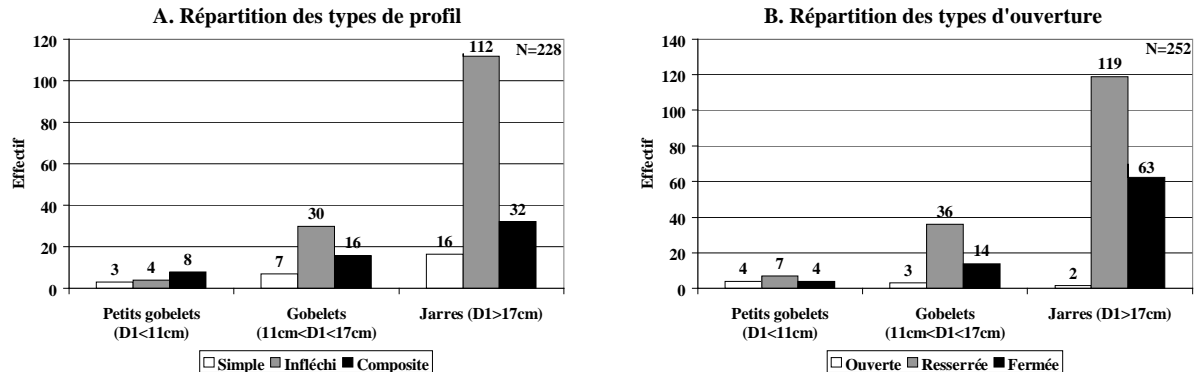 A. Répartition des types de profil
N=228
Effectif
120
100
80
60
40
20
0
3
4
8
7
30
16
16
112
32
Petits gobelets
(D1<11cm)
Gobelets
(11cm<D1<17cm)
Jarres (D1>17cm)
Simple Infléchi Composite
B. Répartition des types d'ouverture
N=252
Effectif
140
120
100
80
60
40
20
0
4
7
4
3
36
14
2
119
63
Petits gobelets
(D1<11cm)
Gobelets
(11cm<D1<17cm)
Jarres (D1>17cm)
Ouverte Resserrée Fermée